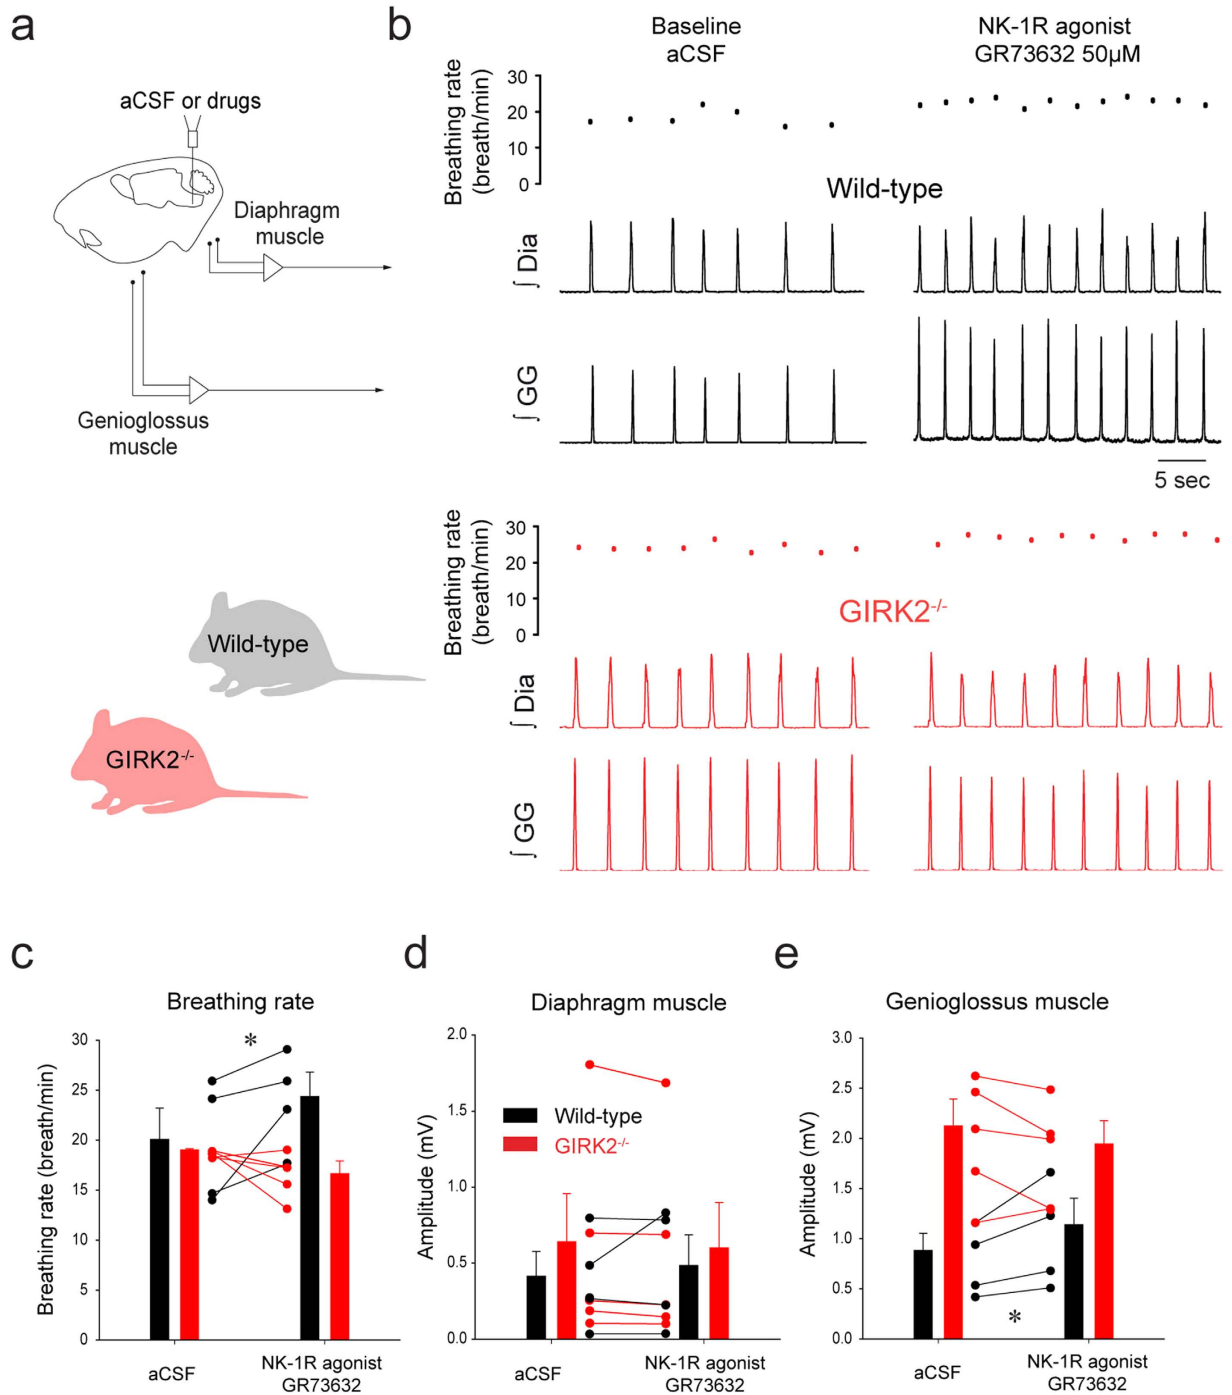 a
aCSF or drugs
Diaphragm
muscle
Genioglossus
muscle
Wild-type
GIRK2-/-
b
Baseline
aCSF
NK-1R agonist
GR73632 50µM
Breathing rate
(breath/min)
30
20
10
0
Wild-type
∫ Dia
∫ GG
5 sec
Breathing rate
(breath/min)
30
20
10
0
GIRK2-/-
∫ Dia
∫ GG
c
Breathing rate
Breathing rate (breath/min)
30
25
20
15
10
5
0
*
aCSF
NK-1R agonist
GR73632
d
Diaphragm muscle
Amplitude (mV)
2.0
1.5
1.0
0.5
0.0
Wild-type
GIRK2-/-
aCSF
NK-1R agonist
GR73632
e
Genioglossus muscle
Amplitude (mV)
3.0
2.5
2.0
1.5
1.0
0.5
0.0
*
aCSF
NK-1R agonist
GR73632